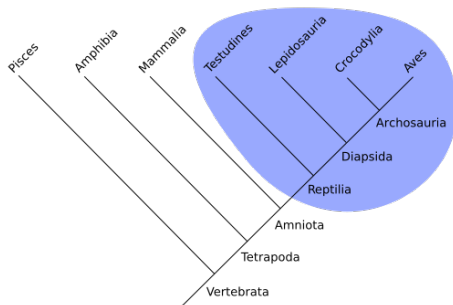 Pisces
Amphibia
Mammalia
Testudines
Lepidosauria
Crocodylia
Aves
Archosauria
Diapsida
Reptilia
Amniota
Tetrapoda
Vertebrata